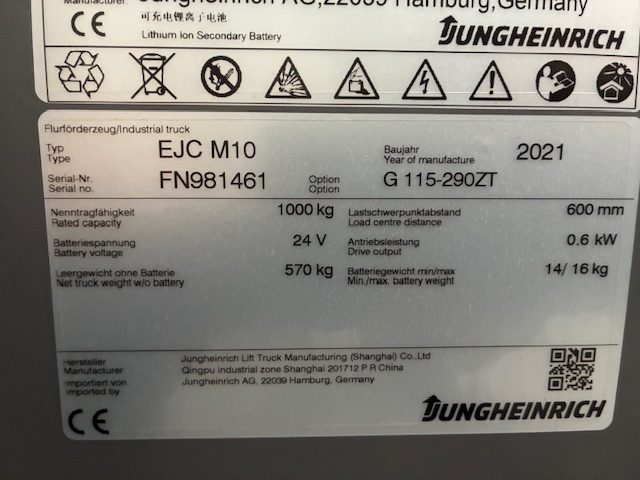 Manufacturer Jungheinrich AG, 22039 Hamburg, Germany
CE 可充电锂离子电池
Lithium Ion Secondary Battery
JUNGHEINRICH
Flurförderzeug/Industrial truck
Typ
Type
EJC M10
Baujahr
Year of manufacture
2021
Serial-Nr.
Serial no.
FN981461
Option
Option
G 115-290ZT
Nenntragfähigkeit
Rated capacity
1000 kg
Lastschwerpunktabstand
Load centre distance
600 mm
Batteriespannung
Battery voltage
24 V
Antriebsleistung
Drive output
0.6 kW
Leergewicht ohne Batterie
Net truck weight w/o battery
570 kg
Batteriegewicht min/max
Min./max. battery weight
14/ 16 kg
Hersteller
Manufacturer
Jungheinrich Lift Truck Manufacturing (Shanghai) Co.,Ltd
Qingpu industrial zone Shanghai 201712 P R China
Importiert von
Imported by
Jungheinrich AG, 22039 Hamburg, Germany
CE
JUNGHEINRICH